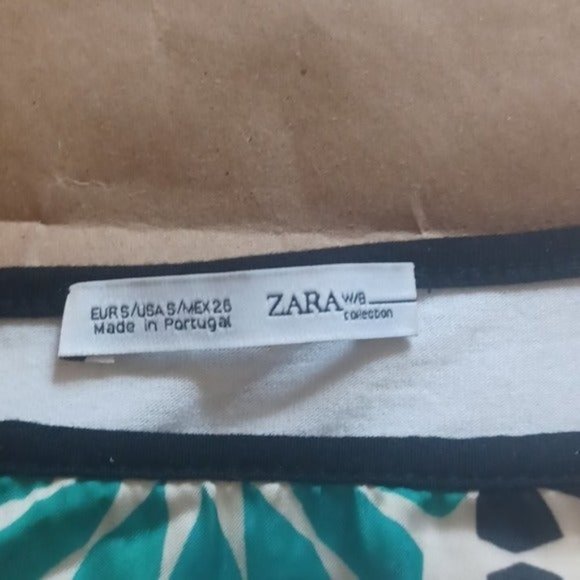 EUR S/USA S/MEX 26
Made in Portugal
ZARA W/B
collection